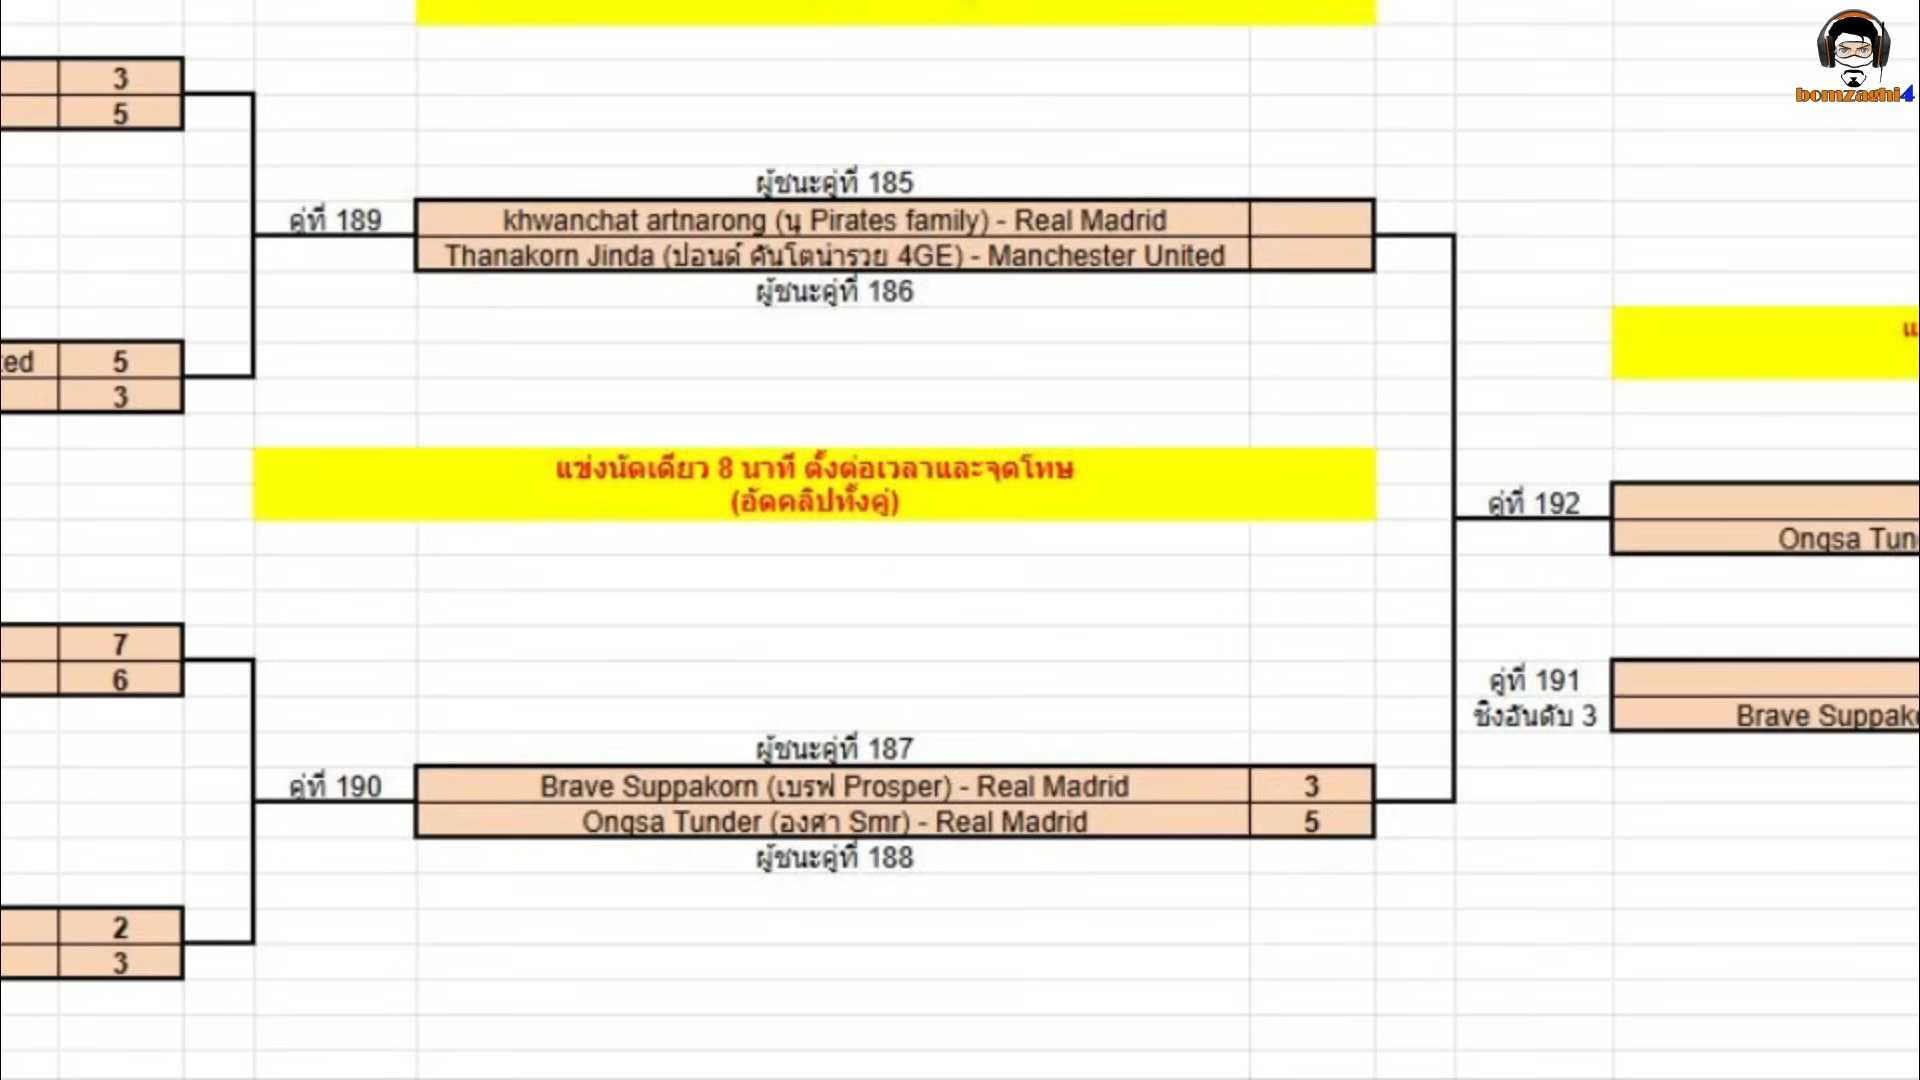 bomzaghi4
3
5
ผู้ชนะคู่ที่ 185
คู่ที่ 189
khwanchat artnarong (นุ Pirates family) - Real Madrid
Thanakorn Jinda (ปอนด์ คันโตน่ารวย 4GE) - Manchester United
ผู้ชนะคู่ที่ 186
5
3
แข่งนัดเดียว 8 นาที ตั้งต่อเวลาและจุดโทษ
(อัดคลิปทั้งคู่)
คู่ที่ 192
Ongsa
7
6
คู่ที่ 191
ชิงอันดับ 3
Brave
ผู้ชนะคู่ที่ 187
คู่ที่ 190
Brave Suppakorn (เบรฟ Prosper) - Real Madrid 3
Ongsa Tunder (องศา Smr) - Real Madrid 5
ผู้ชนะคู่ที่ 188
2
3